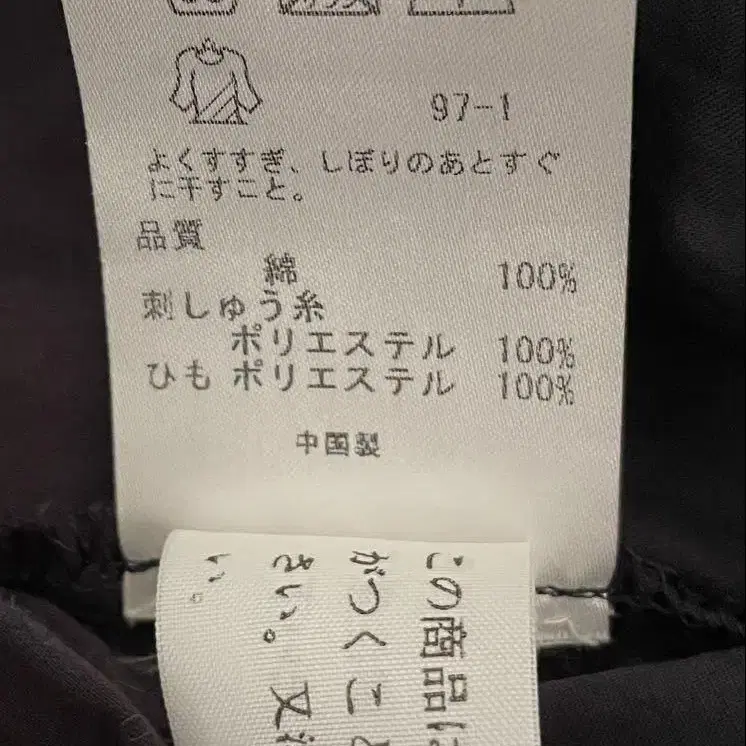 97-1
よくすすぎ、しぼりのあとすぐ
に干すこと。
品質
綿 100%
刺しゅう糸
ポリエステル 100%
ひも ポリエステル 100%
中国製
この商品に
がつくこと
さい。又
い。